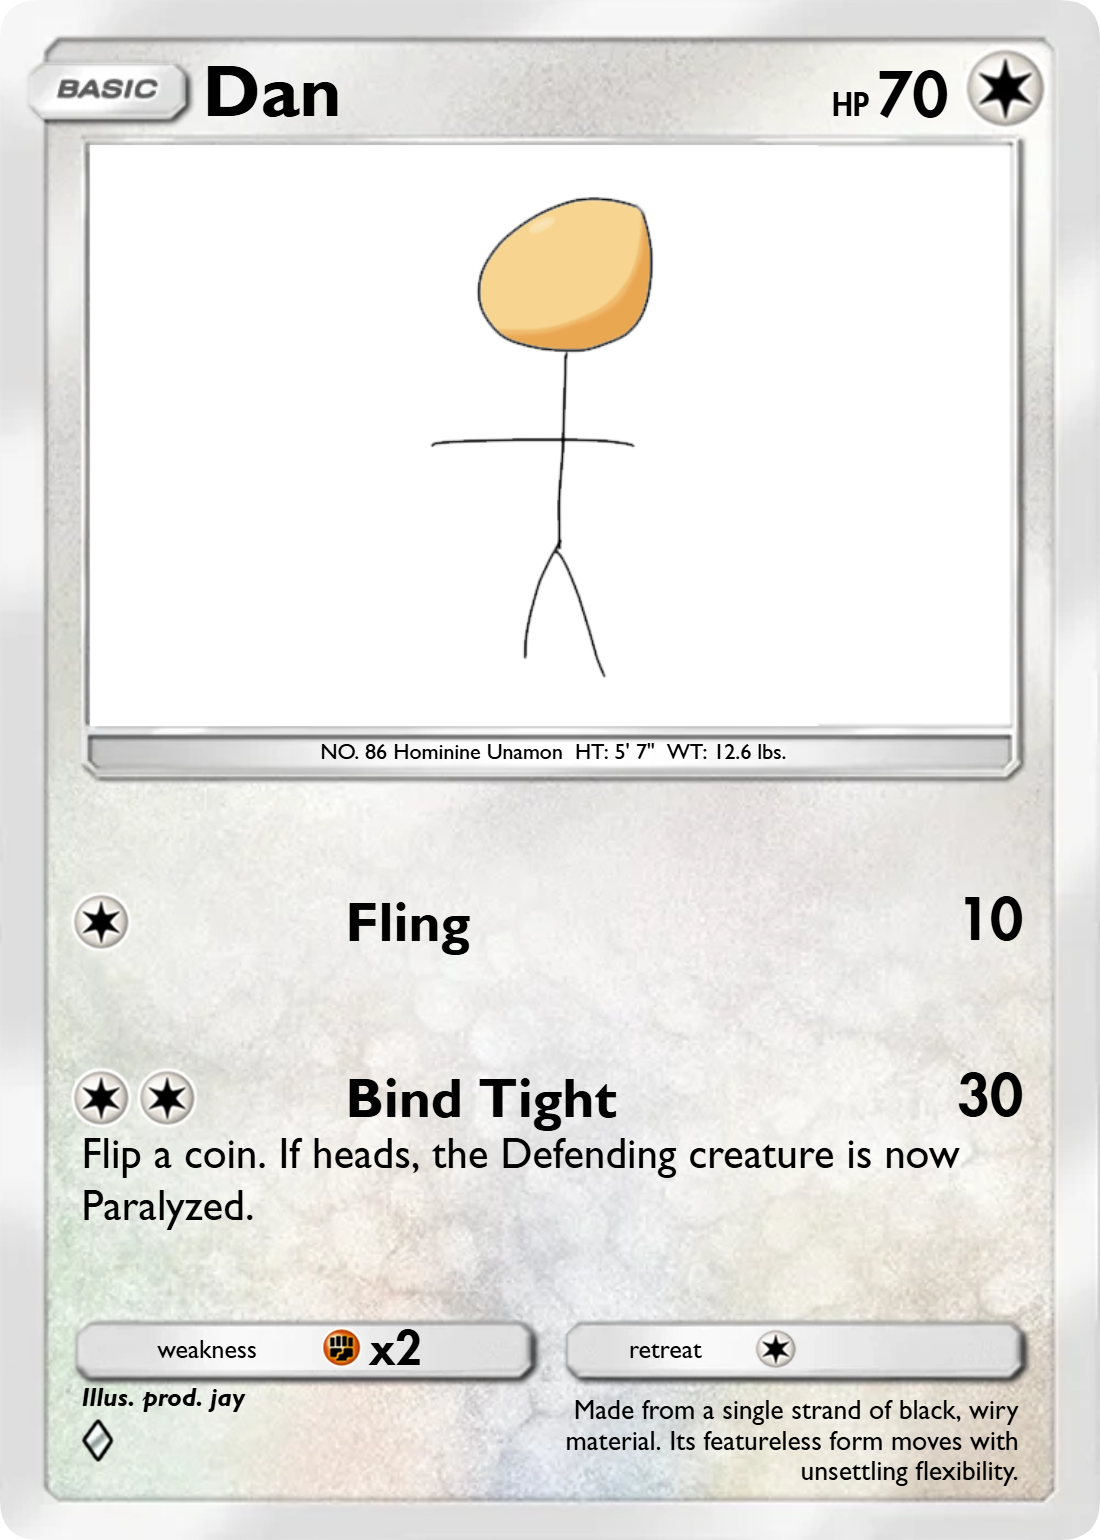 BASIC Dan HP 70
NO. 86 Hominine Unamon HT: 5' 7" WT: 12.6 lbs.
Fling 10
Bind Tight 30
Flip a coin. If heads, the Defending creature is now
Paralyzed.
weakness x2 retreat
Illus. prod. jay
Made from a single strand of black, wiry
material. Its featureless form moves with
unsettling flexibility.